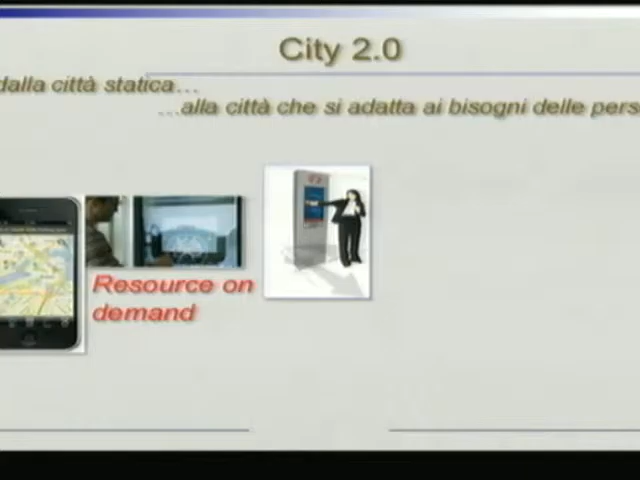 City 2.0
dalla città statica…
…alla città che si adatta ai bisogni delle pers
Resource on
demand